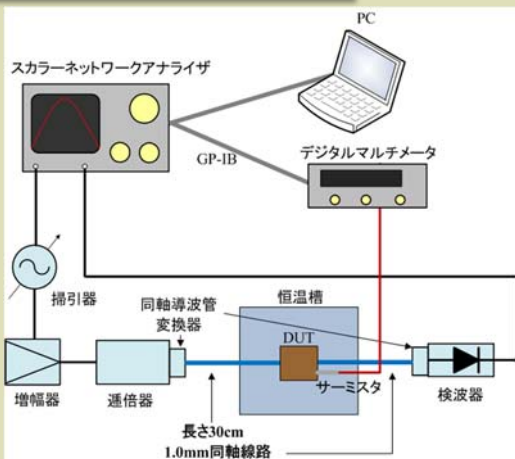 PC
スカラーネットワークアナライザ
GP-IB
デジタルマルチメータ
掃引器
同軸導波管
変換器
恒温槽
DUT
サーミスタ
増幅器
逓倍器
検波器
長さ30cm
1.0mm同軸線路